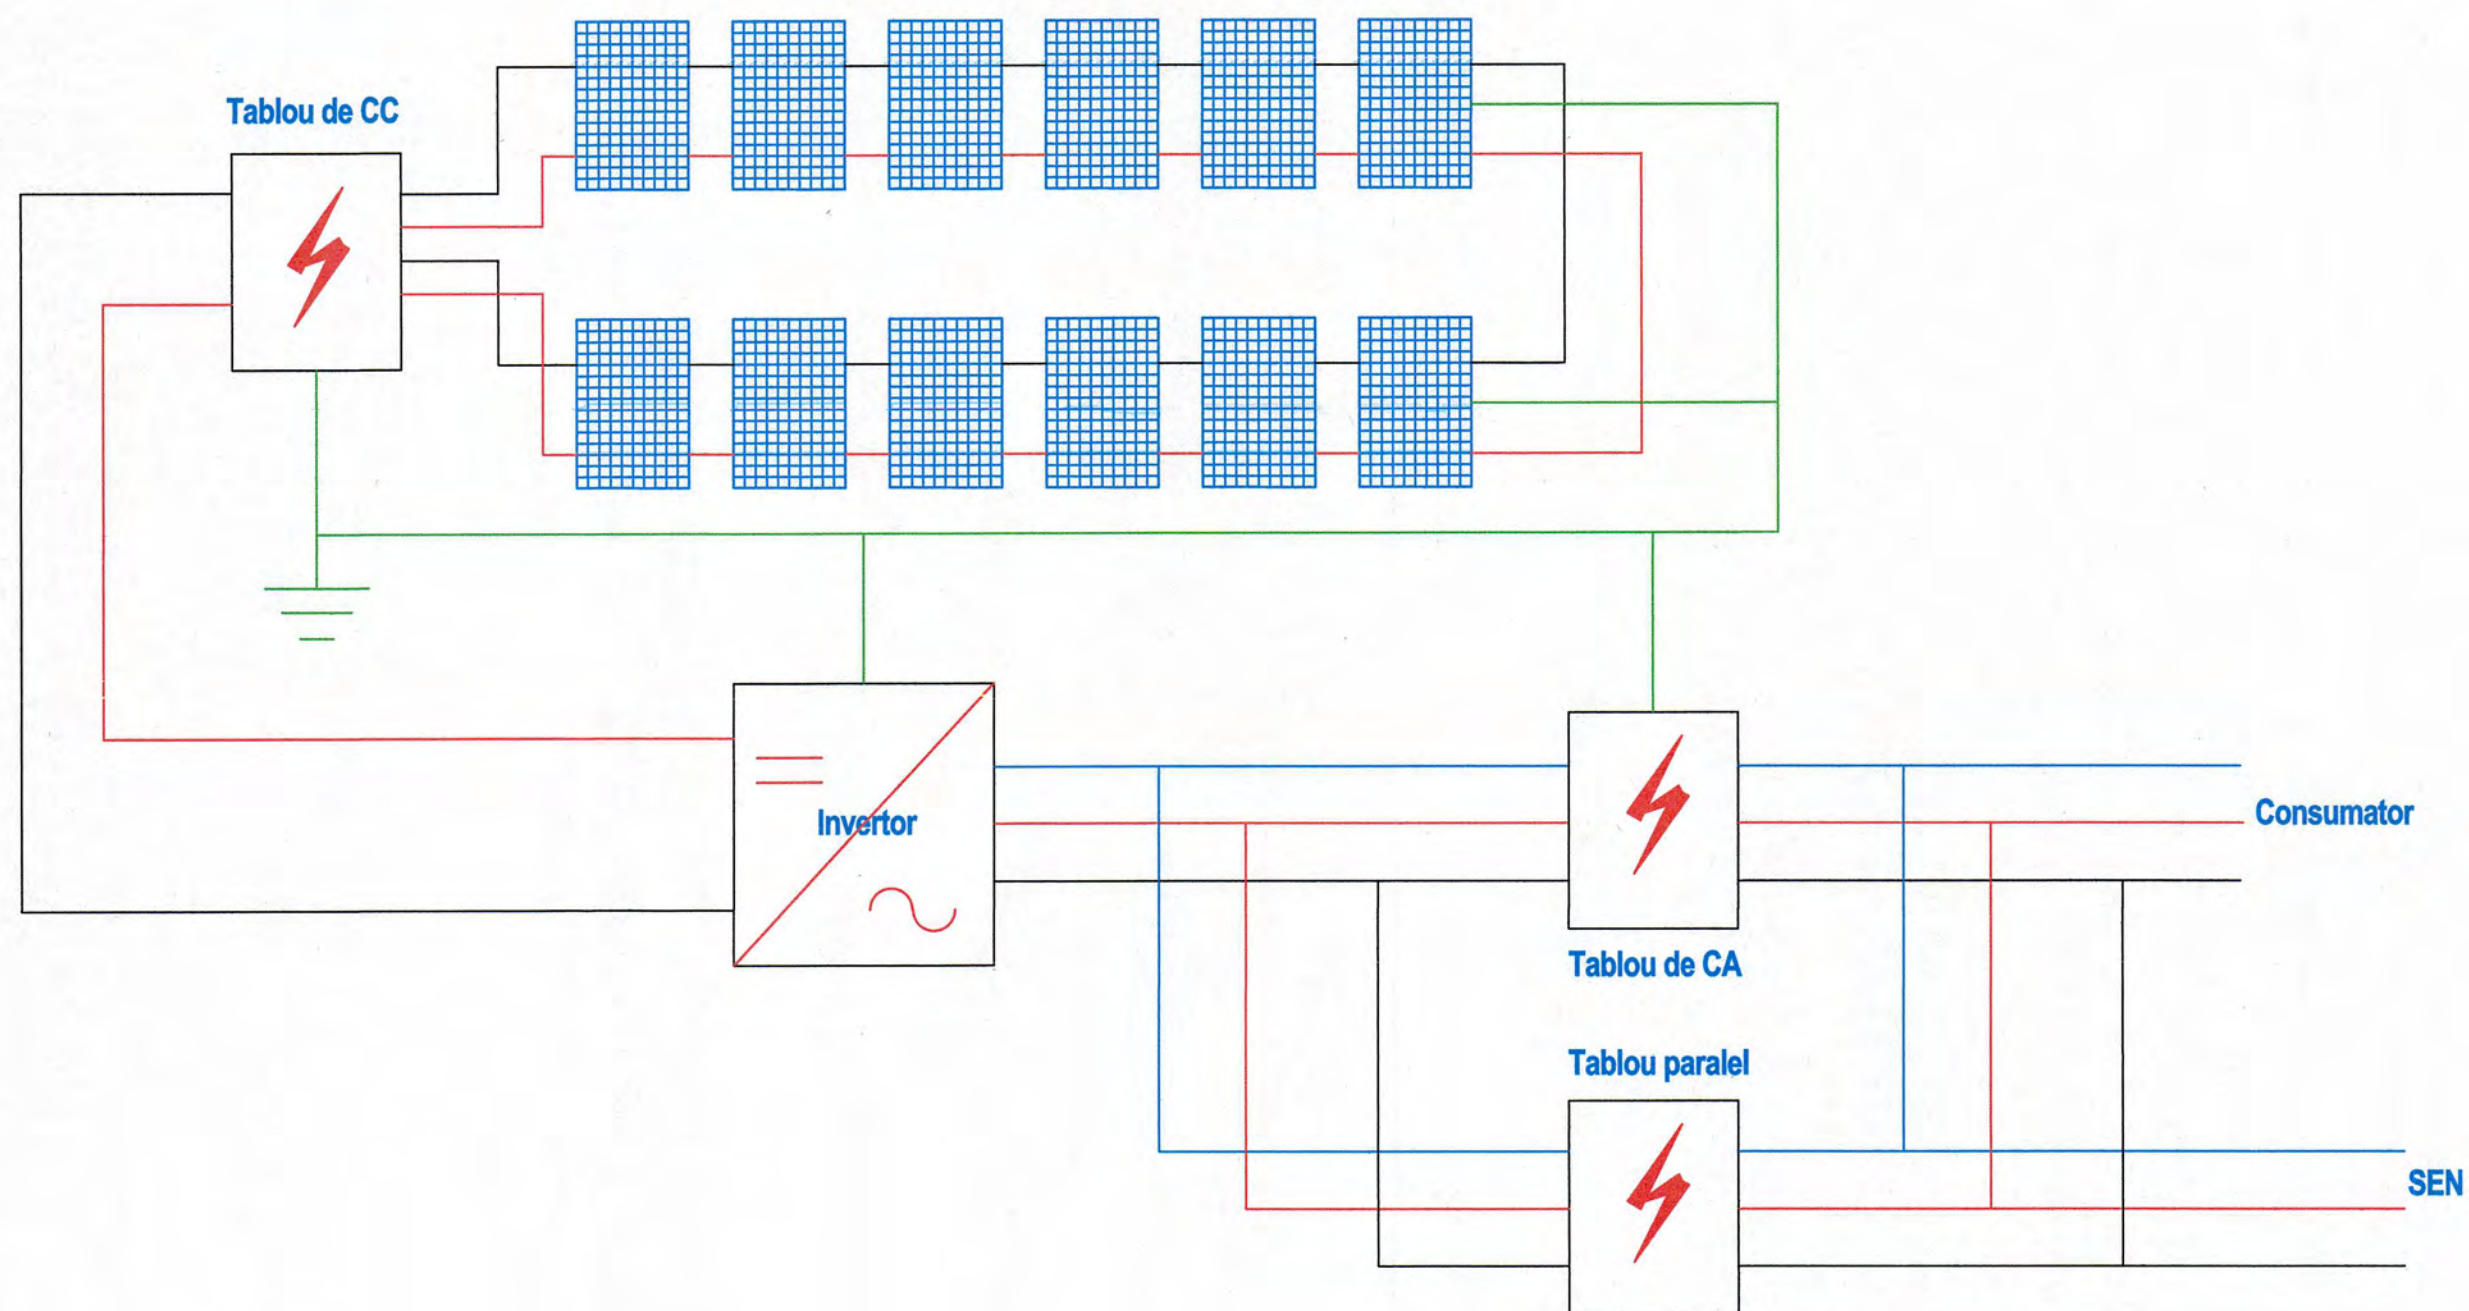 Tablou de CC
Invertor
Consumator
Tablou de CA
Tablou paralel
SEN